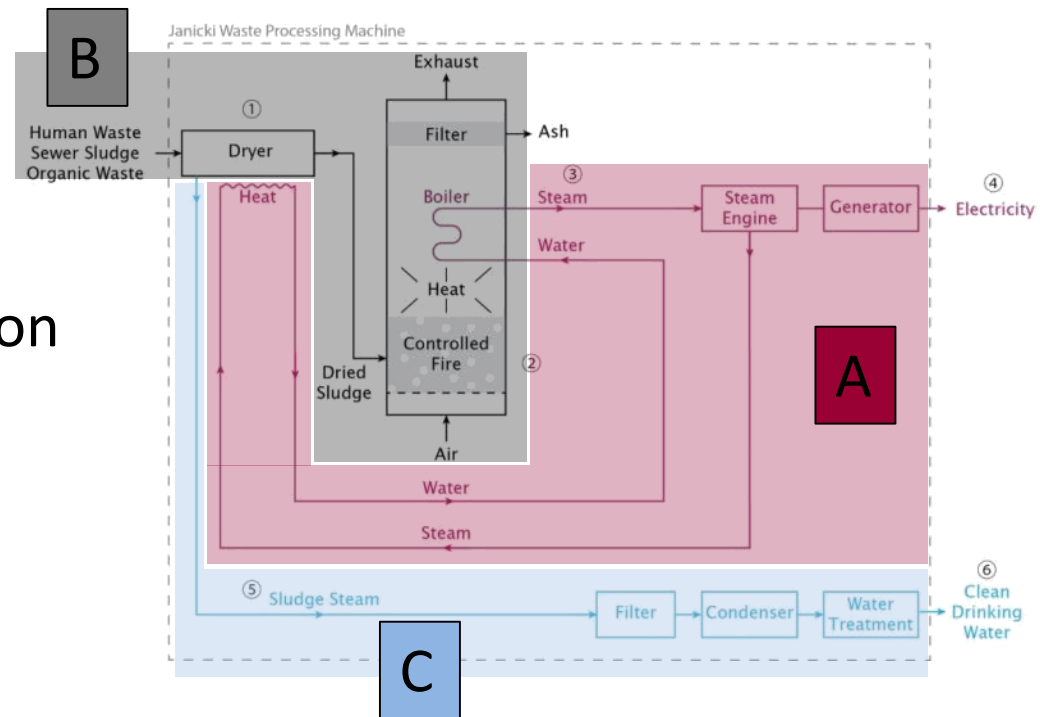 Janicki Waste Processing Machine
B
Exhaust
①
Human Waste
Sewer Sludge
Organic Waste
Dryer
Filter
Ash
Heat
Boiler
③
Steam
Steam
Engine
Generator
④
Electricity
Water
Heat
on
Controlled
Fire
②
Dried
Sludge
A
Air
Water
Steam
⑤
Sludge Steam
Filter
Condenser
Water
Treatment
⑥
Clean
Drinking
Water
C